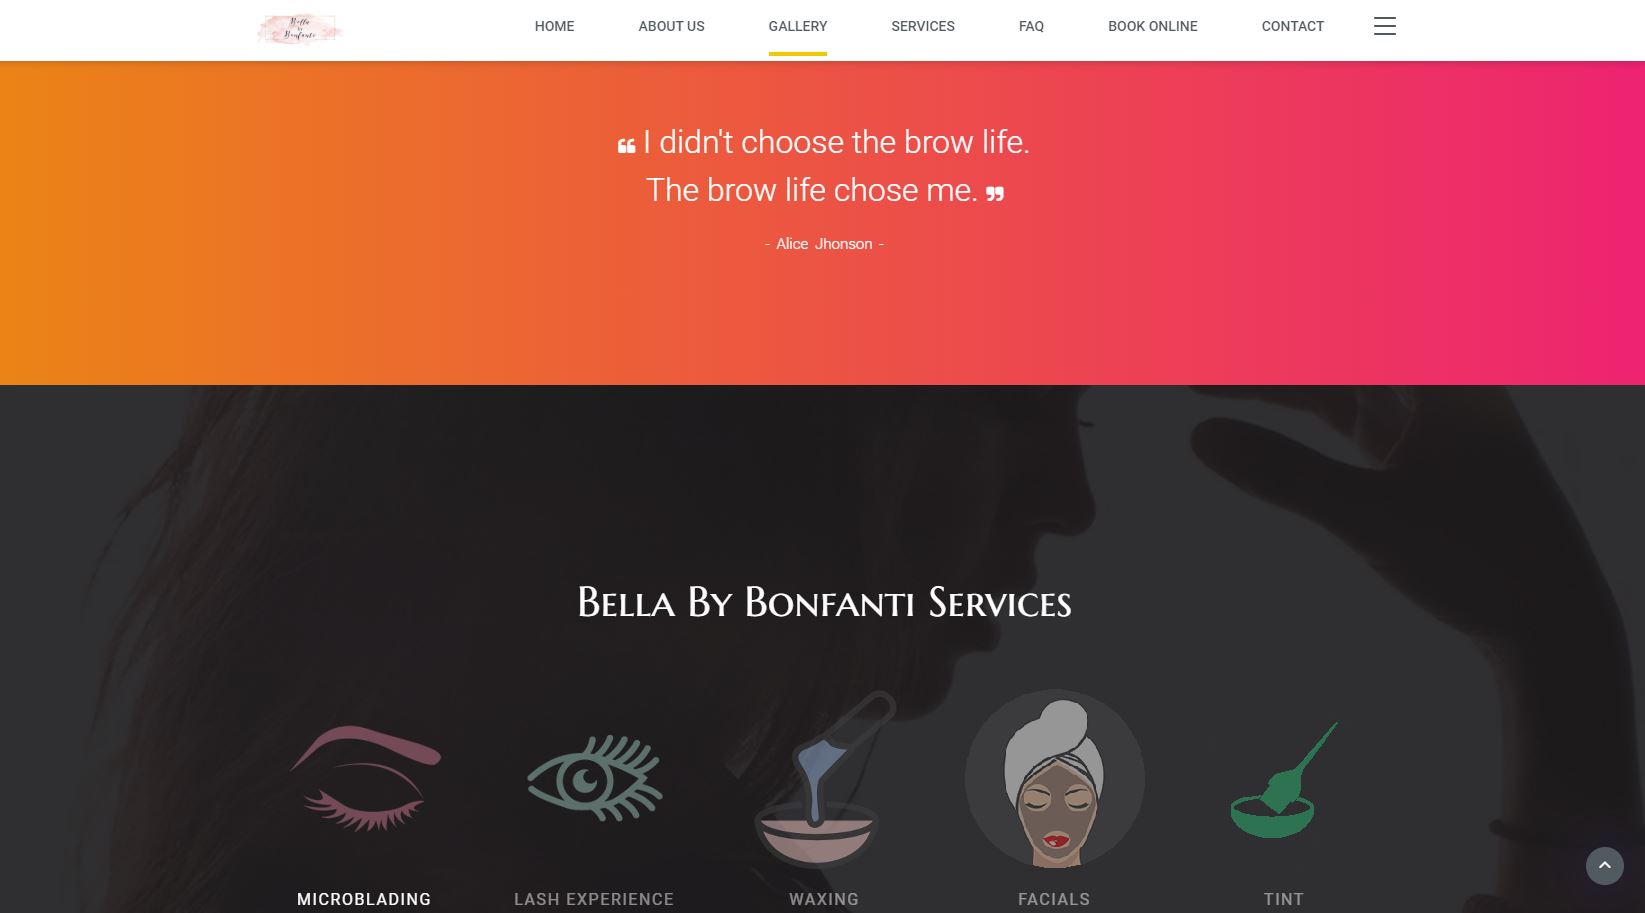 Bella
by
Bonfante
HOME
ABOUT US
GALLERY
SERVICES
FAQ
BOOK ONLINE
CONTACT
❝ I didn't choose the brow life.
The brow life chose me. ❞
- Alice Jhonson -
BELLA BY BONFANTI SERVICES
MICROBLADING
LASH EXPERIENCE
WAXING
FACIALS
TINT